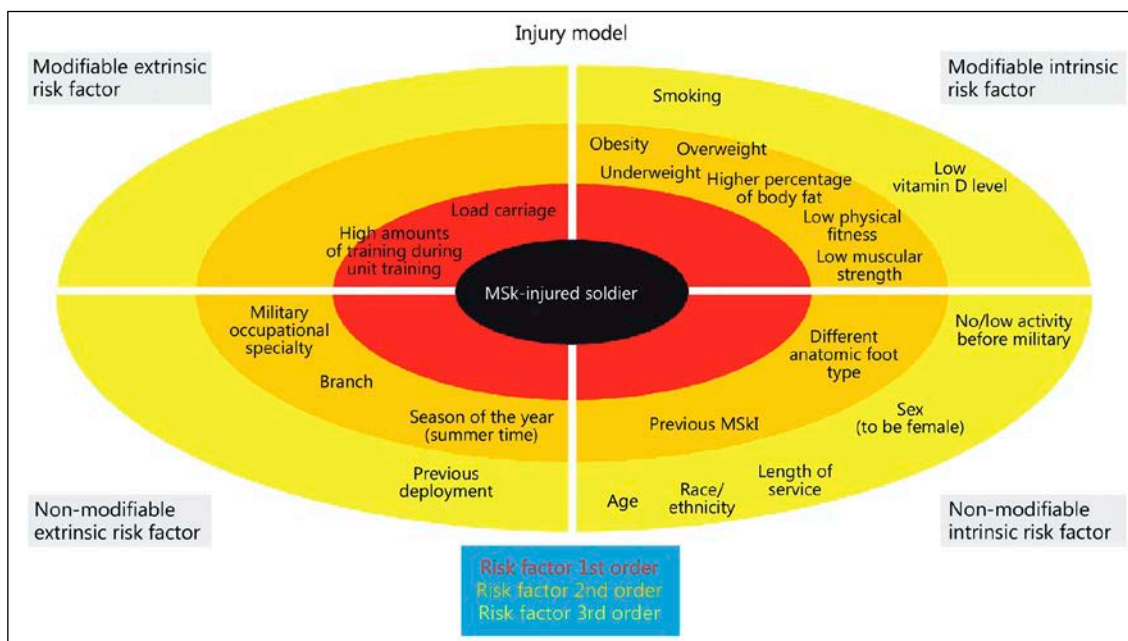 Injury model
Modifiable extrinsic
risk factor
Modifiable intrinsic
risk factor
Smoking
Obesity
Overweight
Underweight
Higher percentage
of body fat
Low
vitamin D level
Low physical
fitness
Low muscular
strength
Load carriage
High amounts
of training during
unit training
MSk-injured soldier
Military
occupational
specialty
Branch
Season of the year
(summer time)
Previous
deployment
Different
anatomic foot
type
No/low activity
before military
Previous MSkI
Sex
(to be female)
Length of
service
Age
Race/
ethnicity
Non-modifiable
extrinsic risk factor
Non-modifiable
intrinsic risk factor
Risk factor 1st order
Risk factor 2nd order
Risk factor 3rd order